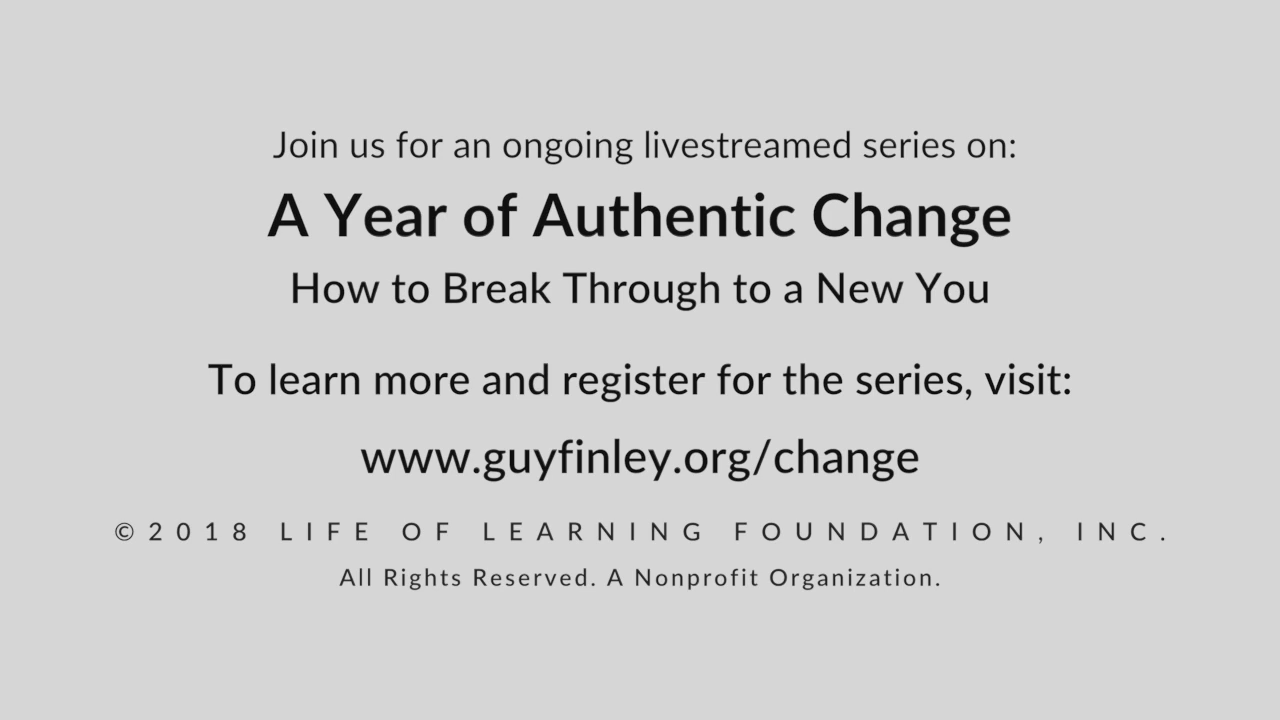 Join us for an ongoing livestreamed series on:
A Year of Authentic Change
How to Break Through to a New You
To learn more and register for the series, visit:
www.guyfinley.org/change
©2018 LIFE OF LEARNING FOUNDATION, INC.
All Rights Reserved. A Nonprofit Organization.